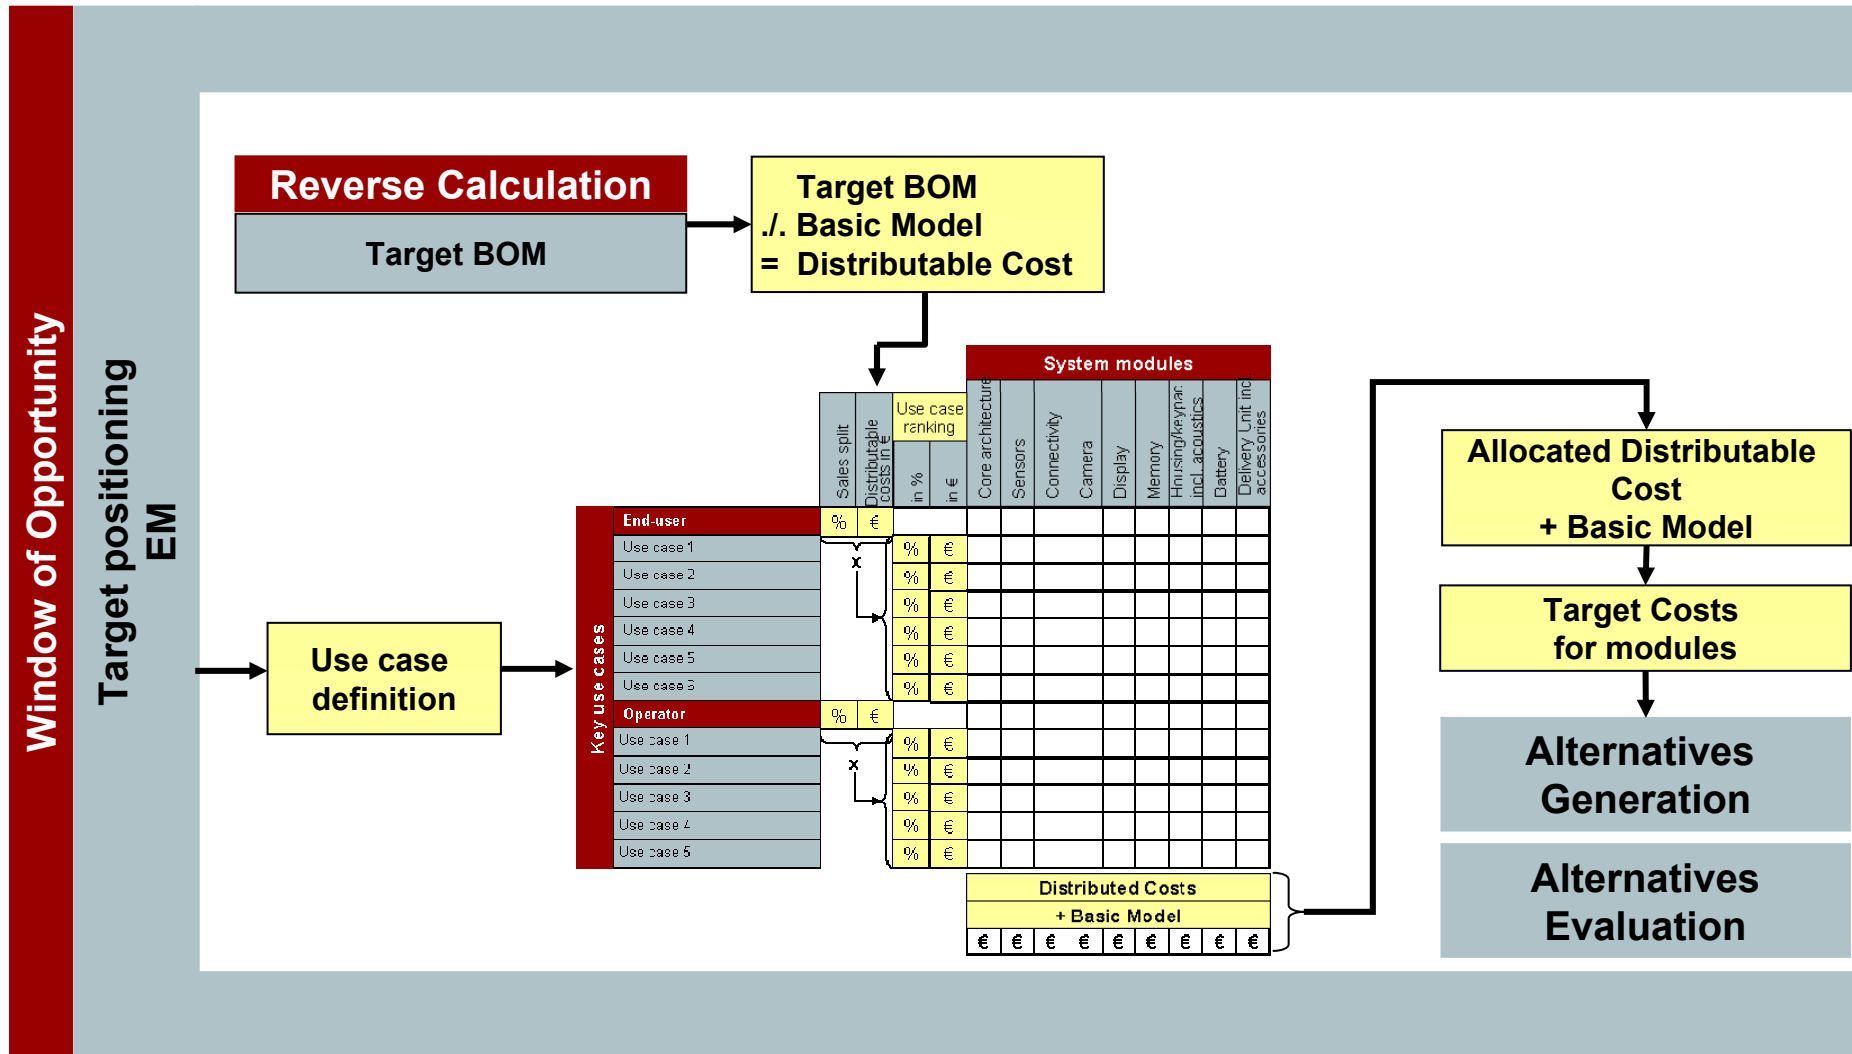 Window of Opportunity
Target positioning
EM
Reverse Calculation
Target BOM
Target BOM
./. Basic Model
= Distributable Cost
Use case
definition
System modules
Sales split
Distributable
costs in €
Use case
ranking
in %
in €
Core architecture
Sensors
Connectivity
Camera
Display
Memory
incl. acoustics
Battery
Delivery Unit incl.
accessories
Key use cases
End-user
% €
Use case 1
% €
x
Use case 2
% €
Use case 3
% €
Use case 4
% €
Use case 5
% €
Use case
% €
Operator
% €
Use case 1
% €
x
Use case 2
% €
Use case 3
% €
Use case 4
% €
Use case 5
% €
Distributed Costs
+ Basic Model
€ € € € € € € € €
Allocated Distributable
Cost
+ Basic Model
Target Costs
for modules
Alternatives
Generation
Alternatives
Evaluation